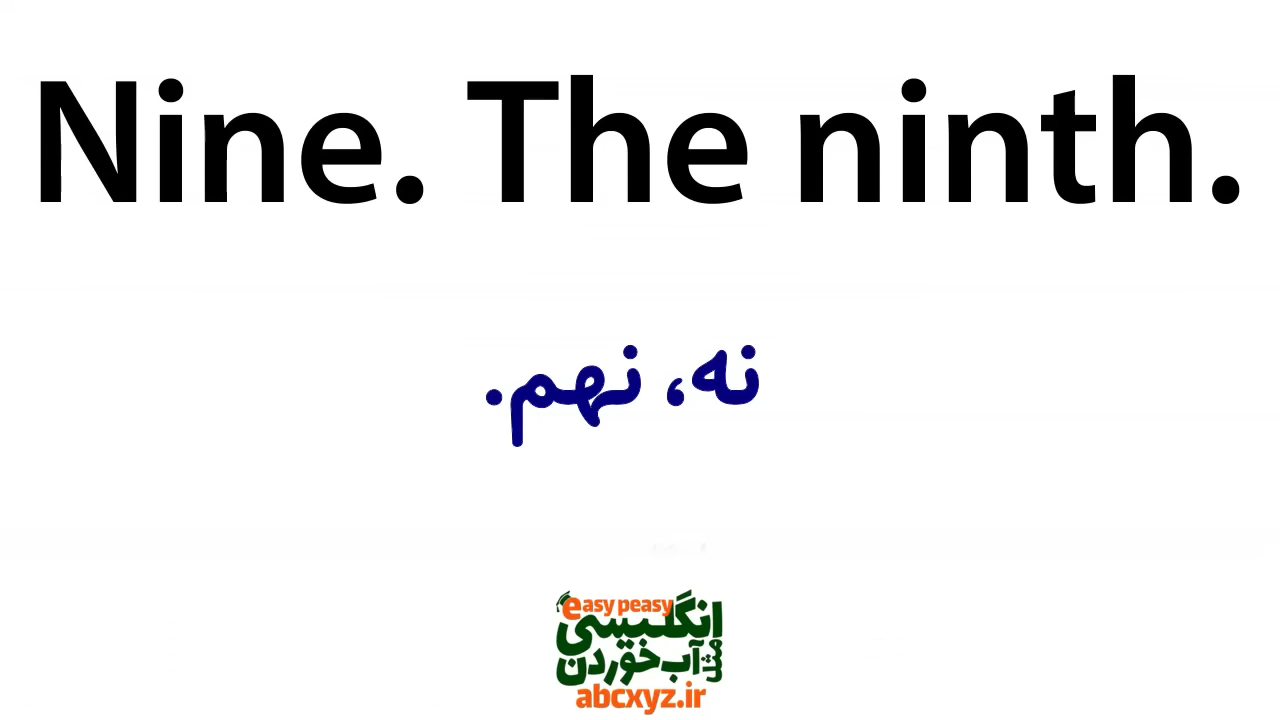 Nine. The ninth.
نه، نهم.
easy peasy
انگلیسی
مثل آب خوردن
abcxyz.ir